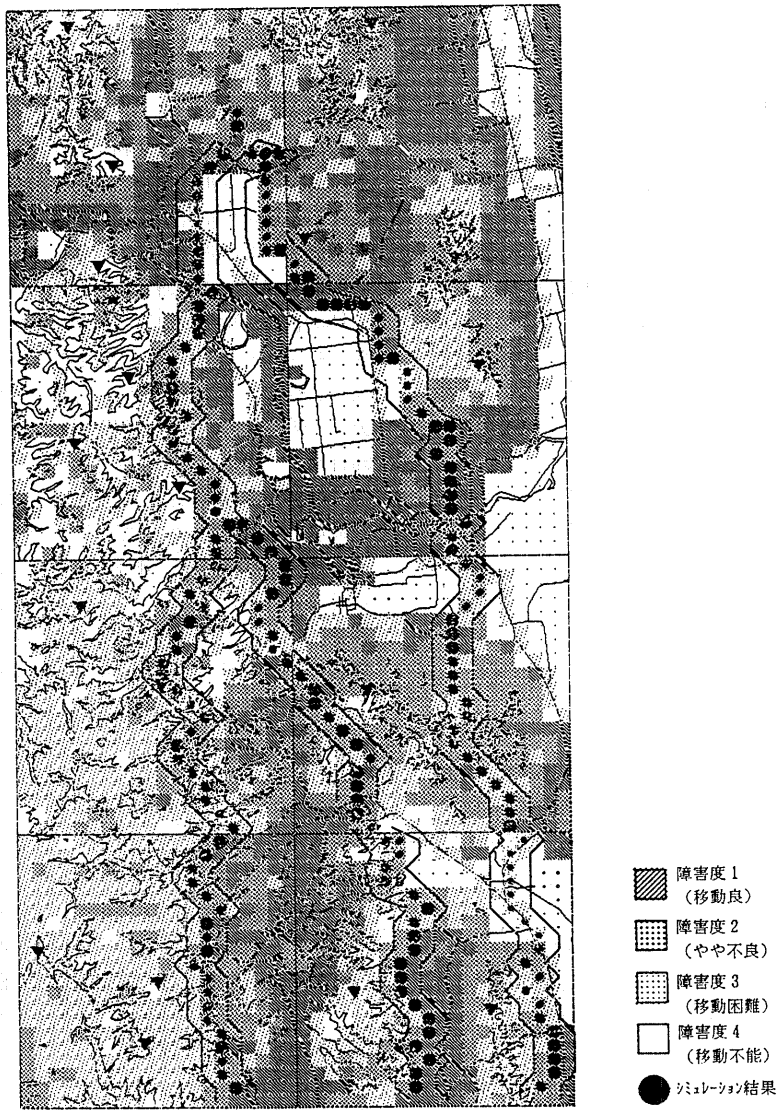 障害度 1
(移動良)
障害度 2
(やや不良)
障害度 3
(移動困難)
障害度 4
(移動不能)
シミュレーション結果